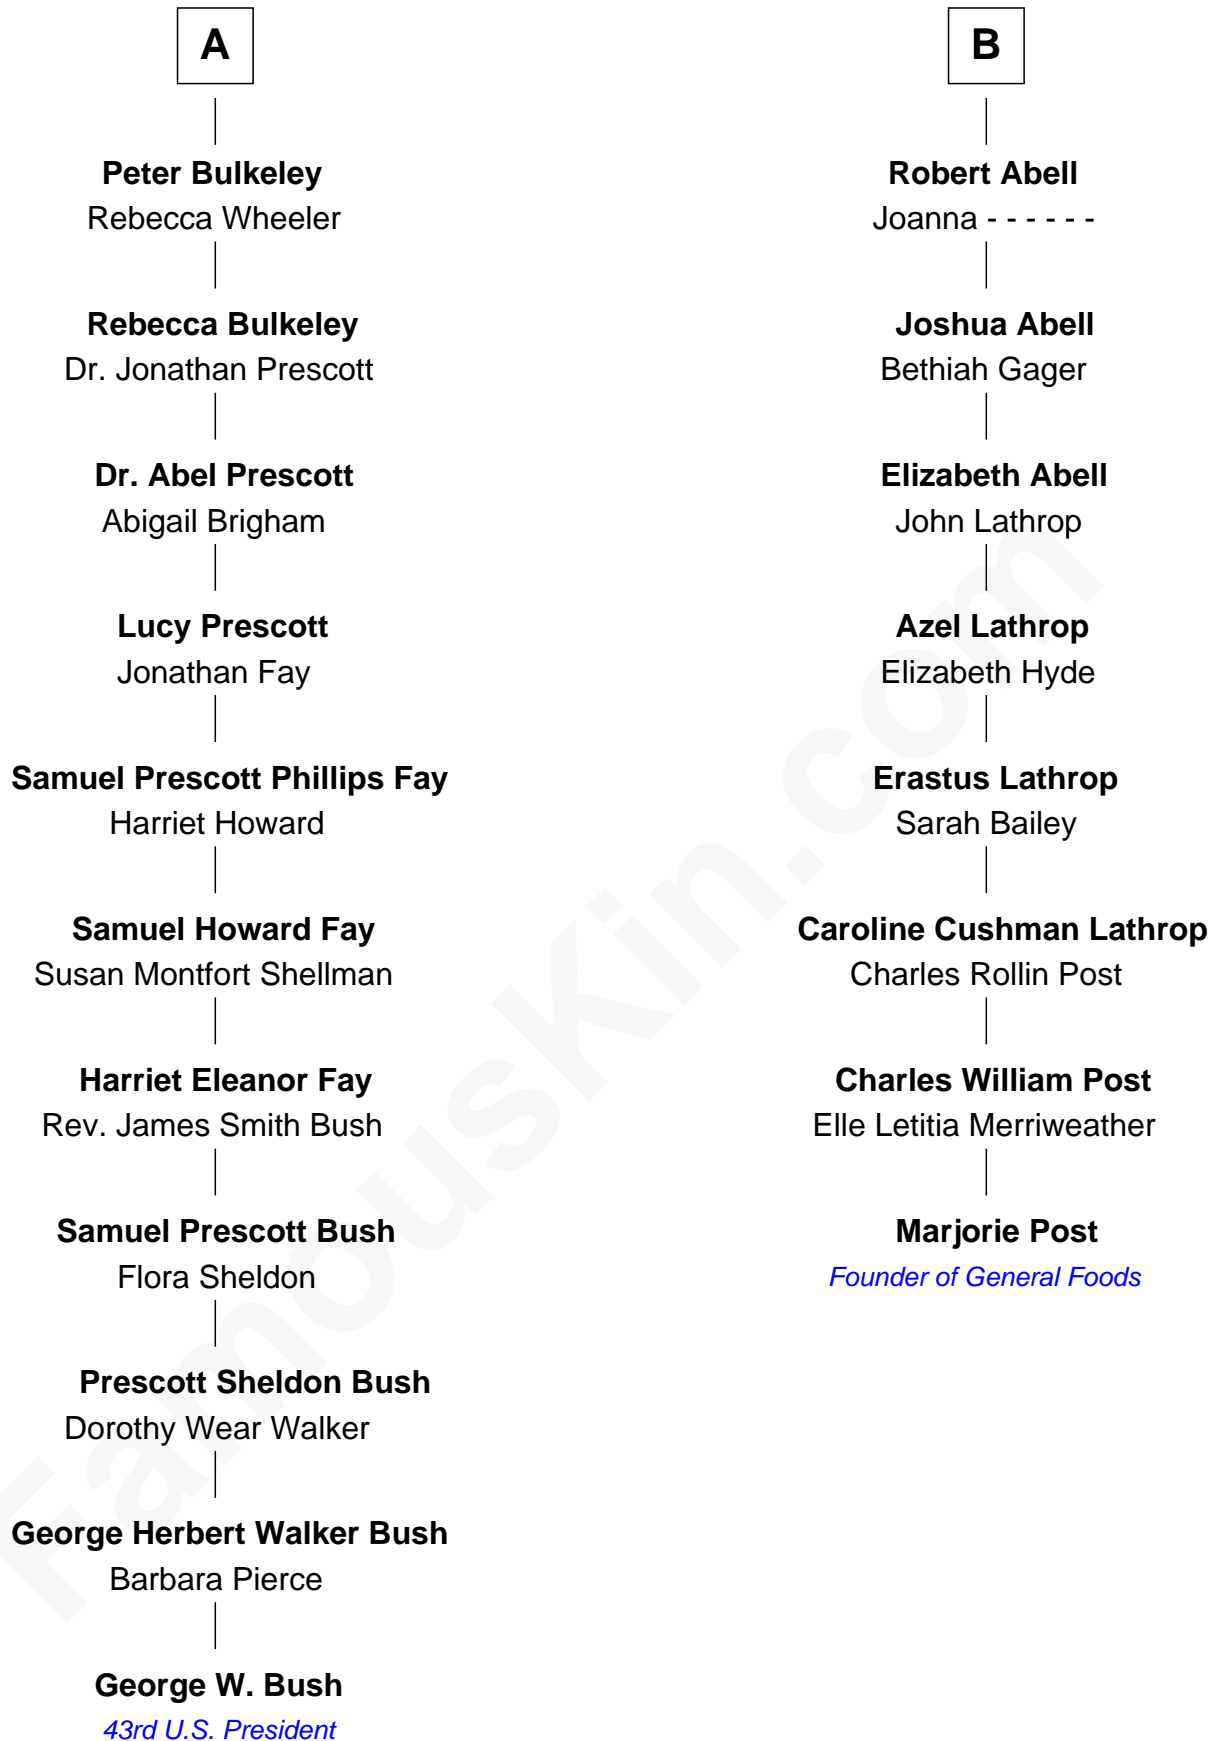 A
Peter Bulkeley
Rebecca Wheeler
Rebecca Bulkeley
Dr. Jonathan Prescott
Dr. Abel Prescott
Abigail Brigham
Lucy Prescott
Jonathan Fay
Samuel Prescott Phillips Fay
Harriet Howard
Samuel Howard Fay
Susan Montfort Shellman
Harriet Eleanor Fay
Rev. James Smith Bush
Samuel Prescott Bush
Flora Sheldon
Prescott Sheldon Bush
Dorothy Wear Walker
George Herbert Walker Bush
Barbara Pierce
George W. Bush
43rd U.S. President
B
Robert Abell
Joanna - - - - - -
Joshua Abell
Bethiah Gager
Elizabeth Abell
John Lathrop
Azel Lathrop
Elizabeth Hyde
Erastus Lathrop
Sarah Bailey
Caroline Cushman Lathrop
Charles Rollin Post
Charles William Post
Elle Letitia Merriweather
Marjorie Post
Founder of General Foods
FamousKin.com